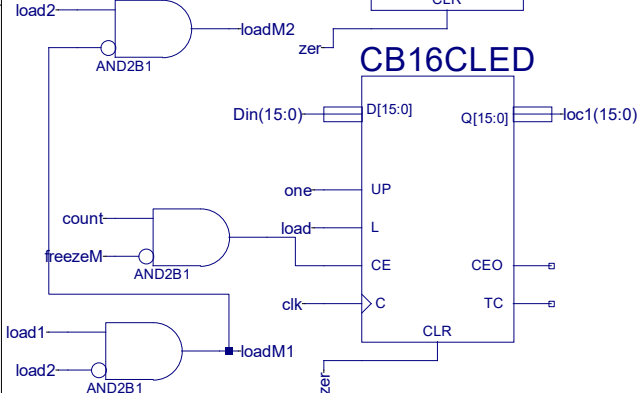 CLR
load2
loadM2
AND2B1
zer
CB16CLED
Din(15:0)
D[15:0]
Q[15:0]
loc1(15:0)
one
UP
count
load
L
freezeM
CE
CEO
AND2B1
clk
C
TC
load1
CLR
loadM1
load2
zer
AND2B1